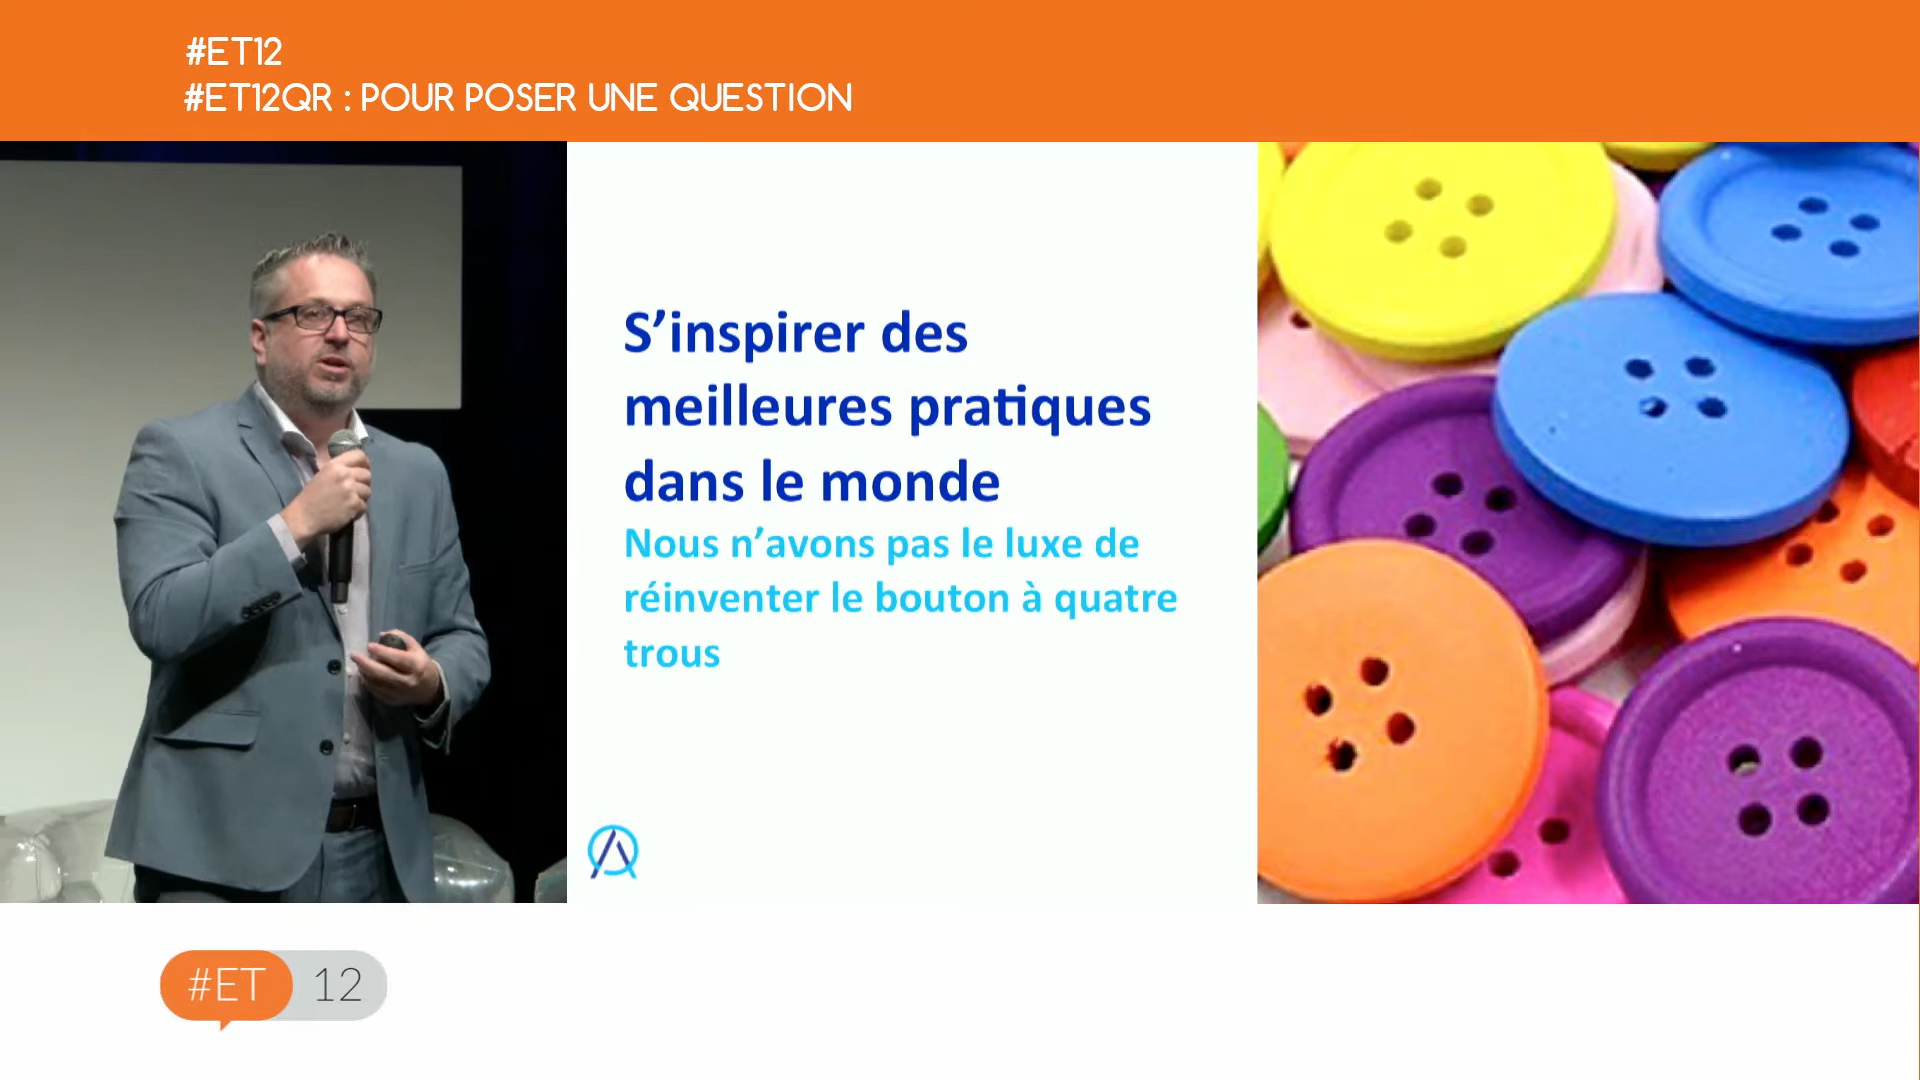 #ET12
#ET12QR : POUR POSER UNE QUESTION
S’inspirer des
meilleures pratiques
dans le monde
Nous n’avons pas le luxe de
réinventer le bouton à quatre
trous
#ET 12